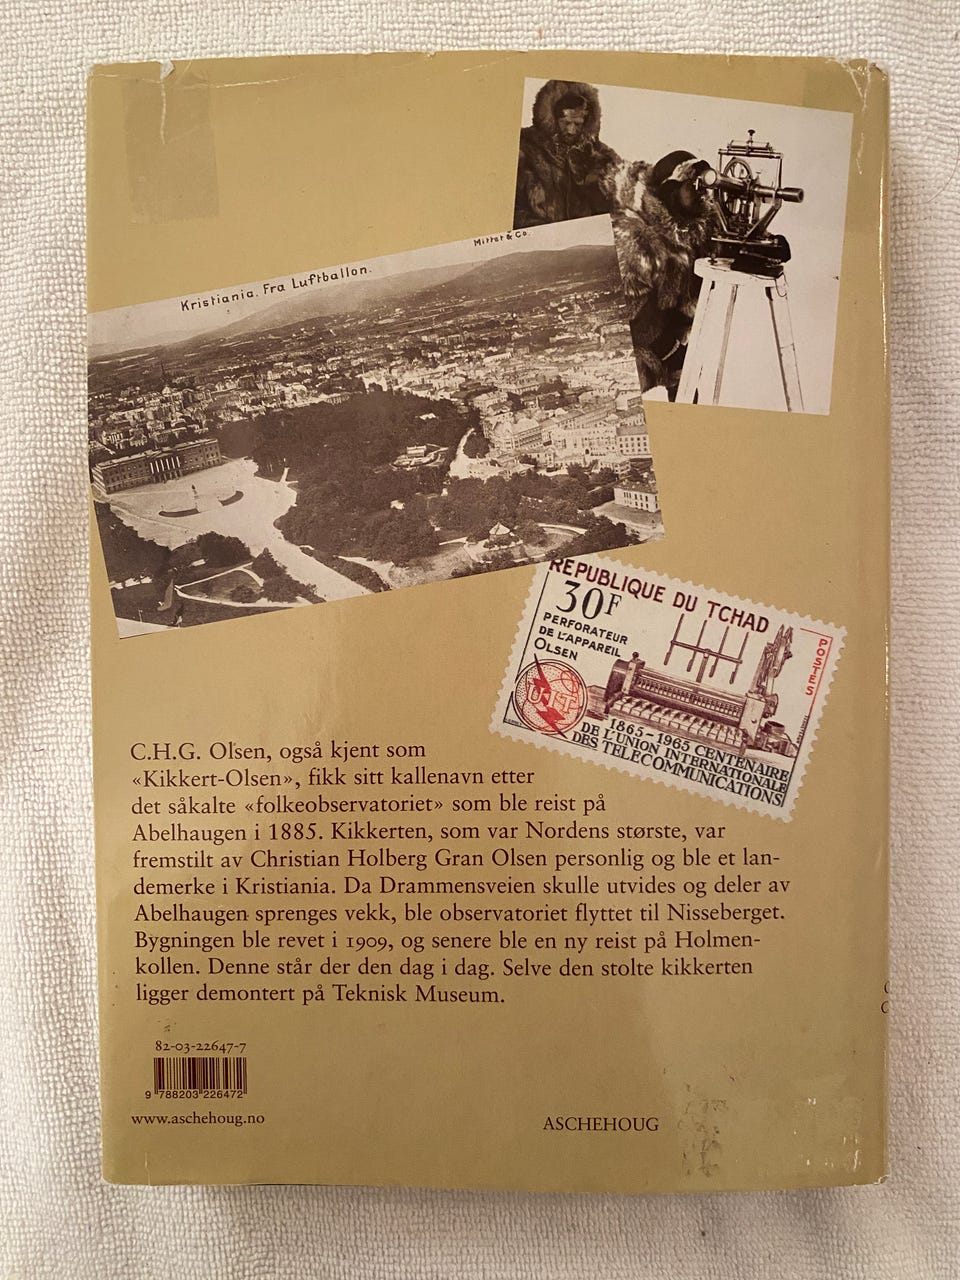 Kristiania. Fra Luftballon.
Mittet & Co.
REPUBLIQUE DU TCHAD
30F
PERFORATEUR
DE L'APPAREIL
OLSEN
POSTES
UIT
1865-1965 CENTENAIRE
DE L'UNION INTERNATIONALE
DES TELECOMMUNICATIONS
C.H.G. Olsen, også kjent som
«Kikkert-Olsen», fikk sitt kallenavn etter
det såkalte «folkeobservatoriet» som ble reist på
Abelhaugen i 1885. Kikkerten, som var Nordens største, var
fremstilt av Christian Holberg Gran Olsen personlig og ble et lan-
demerke i Kristiania. Da Drammensveien skulle utvides og deler av
Abelhaugen sprenges vekk, ble observatoriet flyttet til Nisseberget.
Bygningen ble revet i 1909, og senere ble en ny reist på Holmen-
kollen. Denne står der den dag i dag. Selve den stolte kikkerten
ligger demontert på Teknisk Museum.
82-03-22647-7
9 788203 226472
www.aschehoug.no
ASCHEHOUG